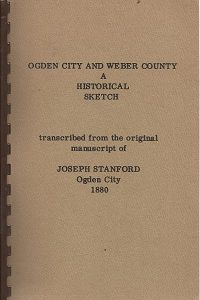 OGDEN CITY AND WEBER COUNTY
A
HISTORICAL
SKETCH
transcribed from the original
manuscript of
JOSEPH STANFORD
Ogden City
1880